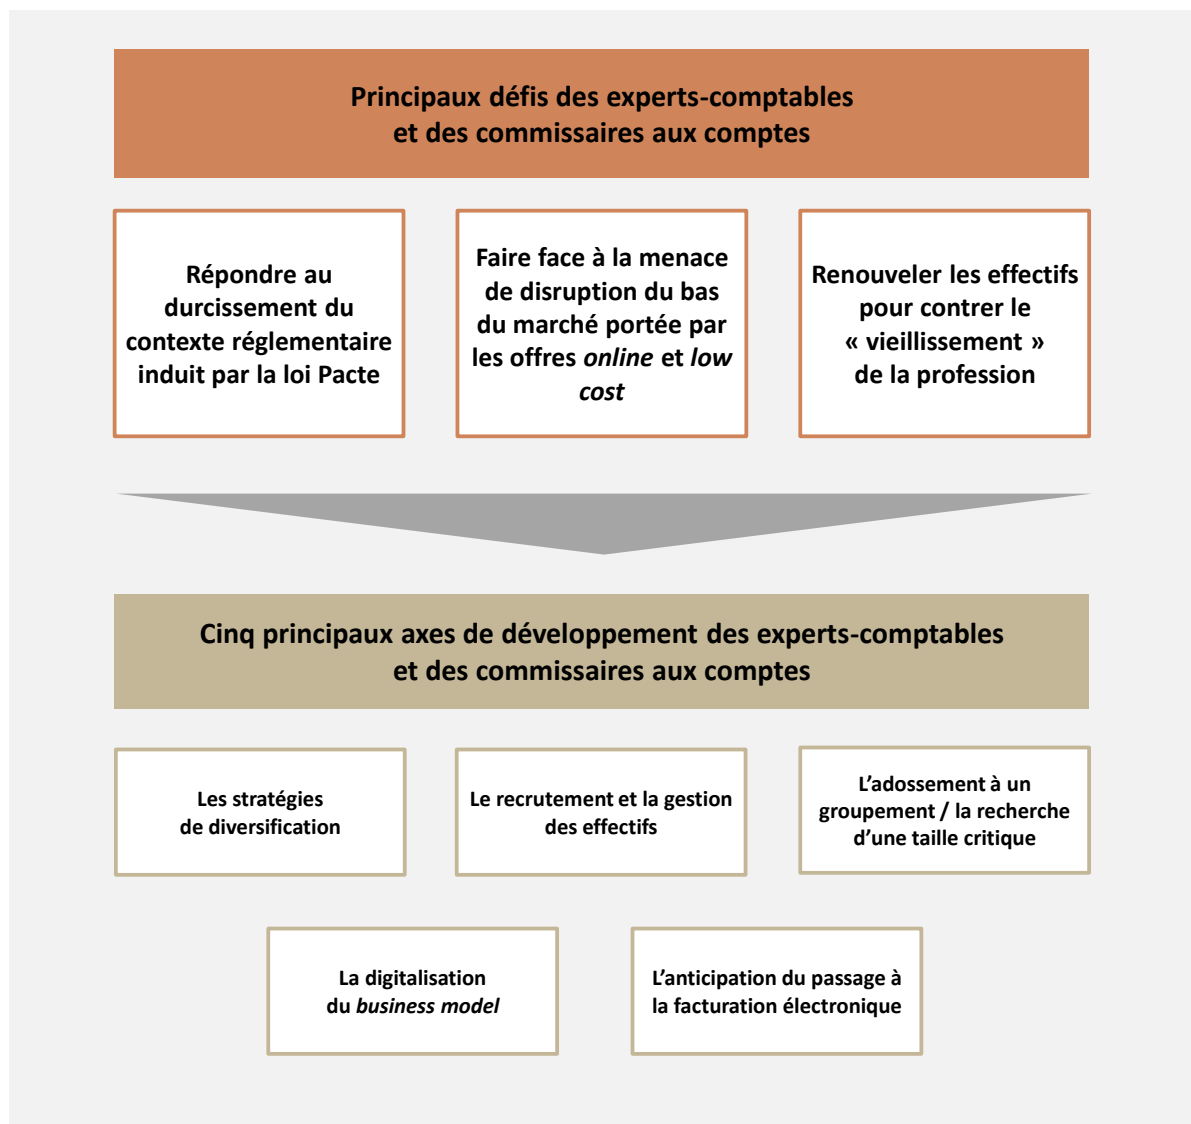 Principaux défis des experts-comptables
et des commissaires aux comptes
Répondre au
durcissement du
contexte réglementaire
induit par la loi Pacte
Faire face à la menace
de disruption du bas
du marché portée par
les offres online et low
cost
Renouveler les effectifs
pour contrer le
« vieillissement »
de la profession
Cinq principaux axes de développement des experts-comptables
et des commissaires aux comptes
Les stratégies
de diversification
Le recrutement et la gestion
des effectifs
L’adossement à un
groupement / la recherche
d’une taille critique
La digitalisation
du business model
L’anticipation du passage à
la facturation électronique